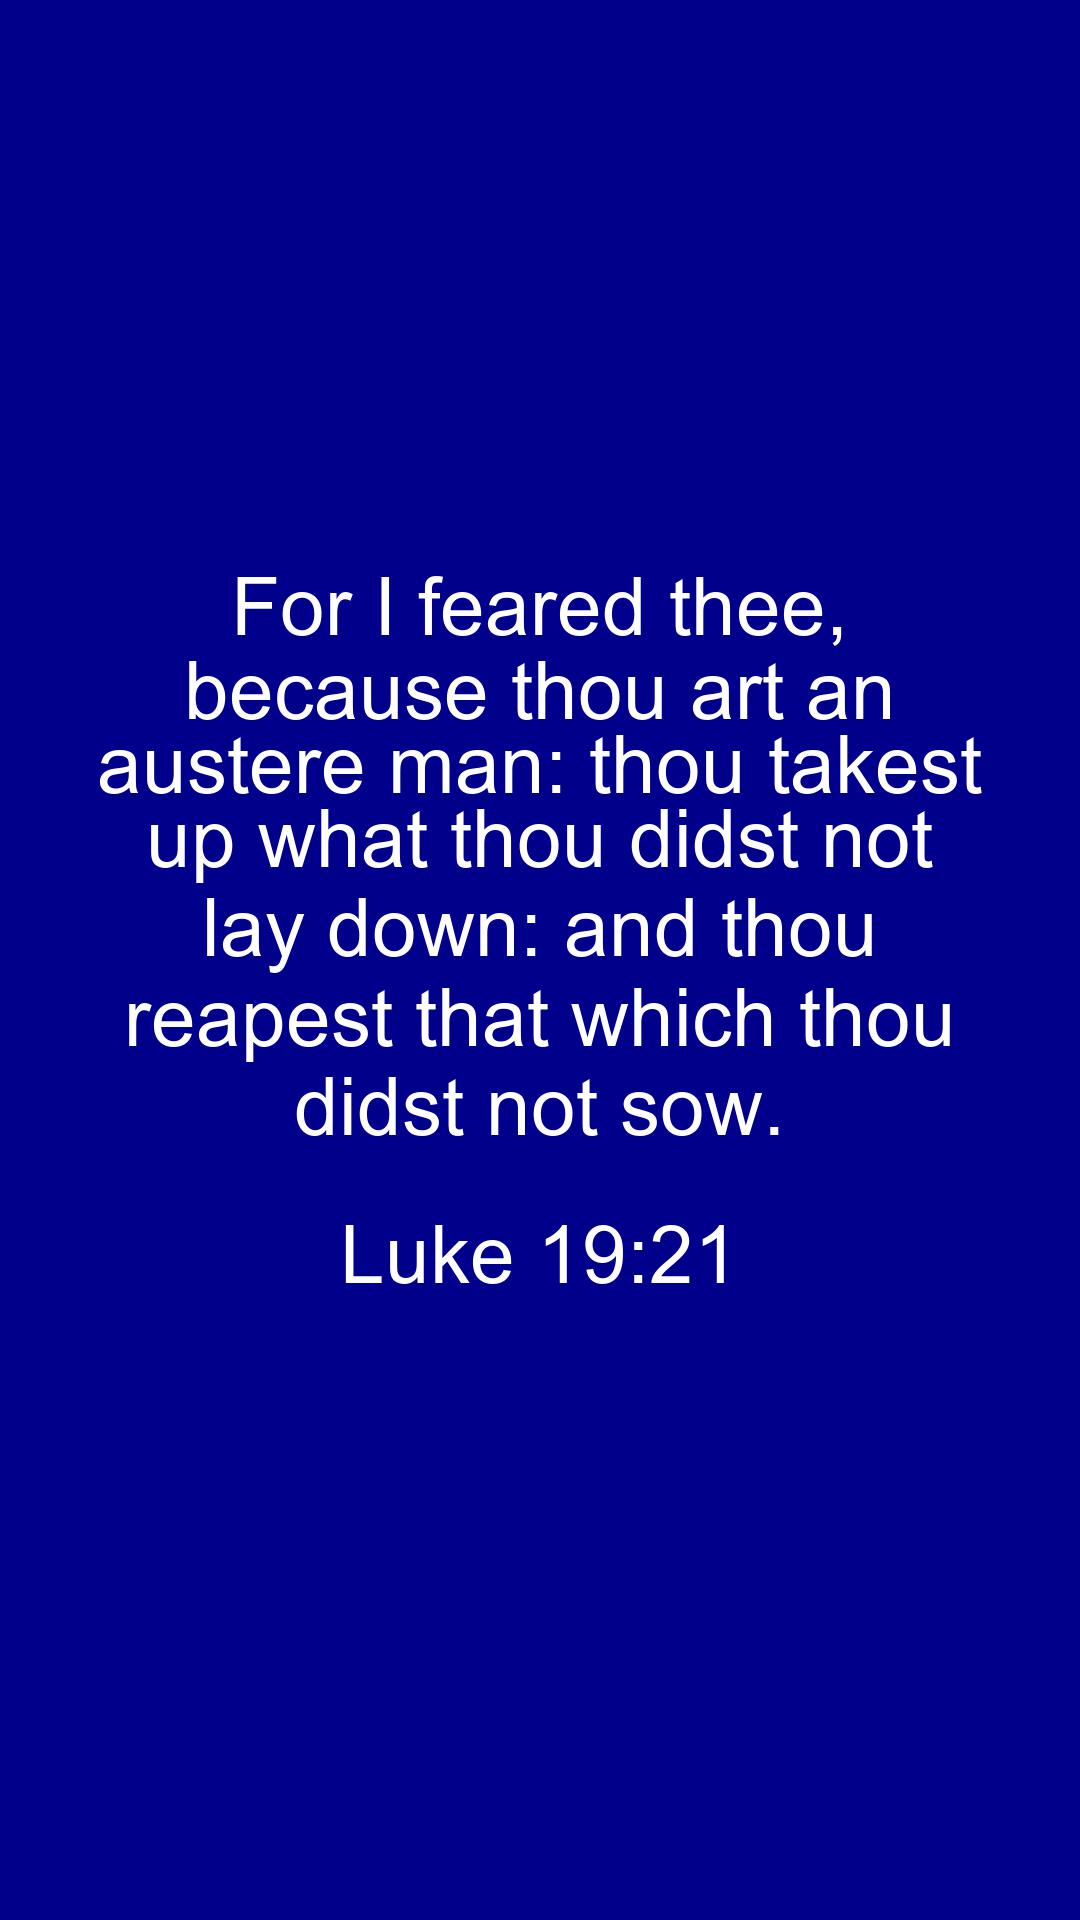 For I feared thee,
because thou art an
austere man: thou takest
up what thou didst not
lay down: and thou
reapest that which thou
didst not sow.
Luke 19:21